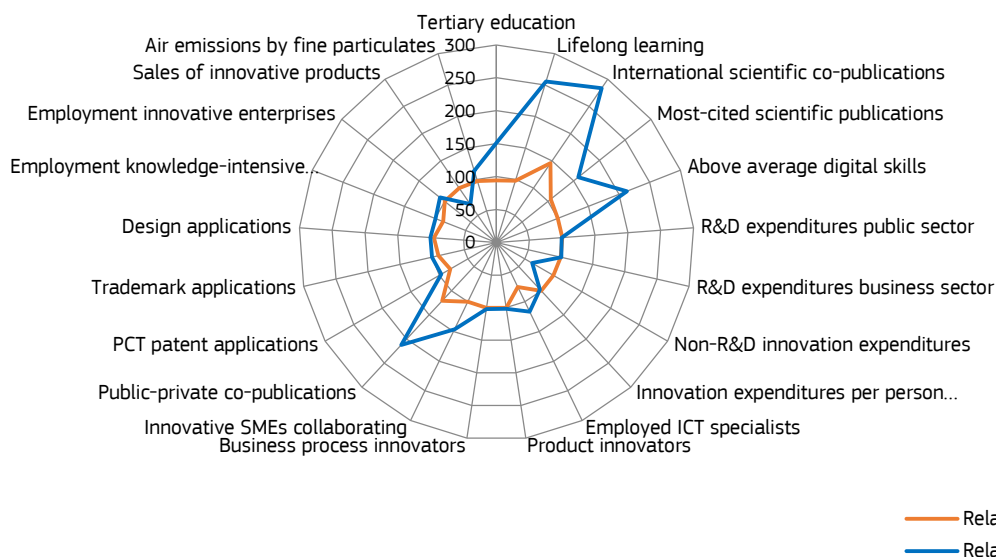 Tertiary education
Lifelong learning
International scientific co-publications
Most-cited scientific publications
Above average digital skills
R&D expenditures public sector
R&D expenditures business sector
Non-R&D innovation expenditures
Innovation expenditures per person...
Employed ICT specialists
Product innovators
Business process innovators
Innovative SMEs collaborating
Public-private co-publications
PCT patent applications
Trademark applications
Design applications
Employment knowledge-intensive...
Employment innovative enterprises
Sales of innovative products
Air emissions by fine particulates
300
250
200
150
100
50
0
Rela
Rela